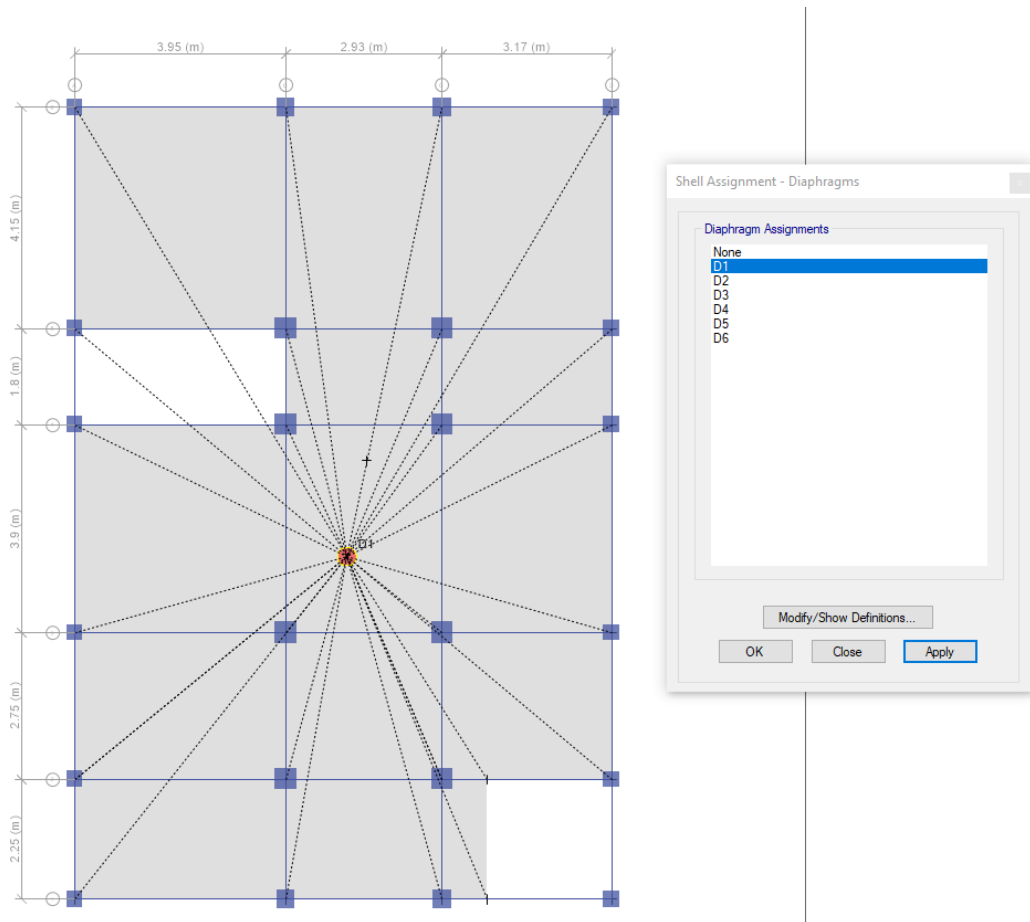 3.95 (m)
2.93 (m)
3.17 (m)
4.15 (m)
1.8 (m)
3.9 (m)
2.75 (m)
2.25 (m)
D1
Shell Assignment - Diaphragms
x
Diaphragm Assignments
None
D1
D2
D3
D4
D5
D6
Modify/Show Definitions...
OK
Close
Apply